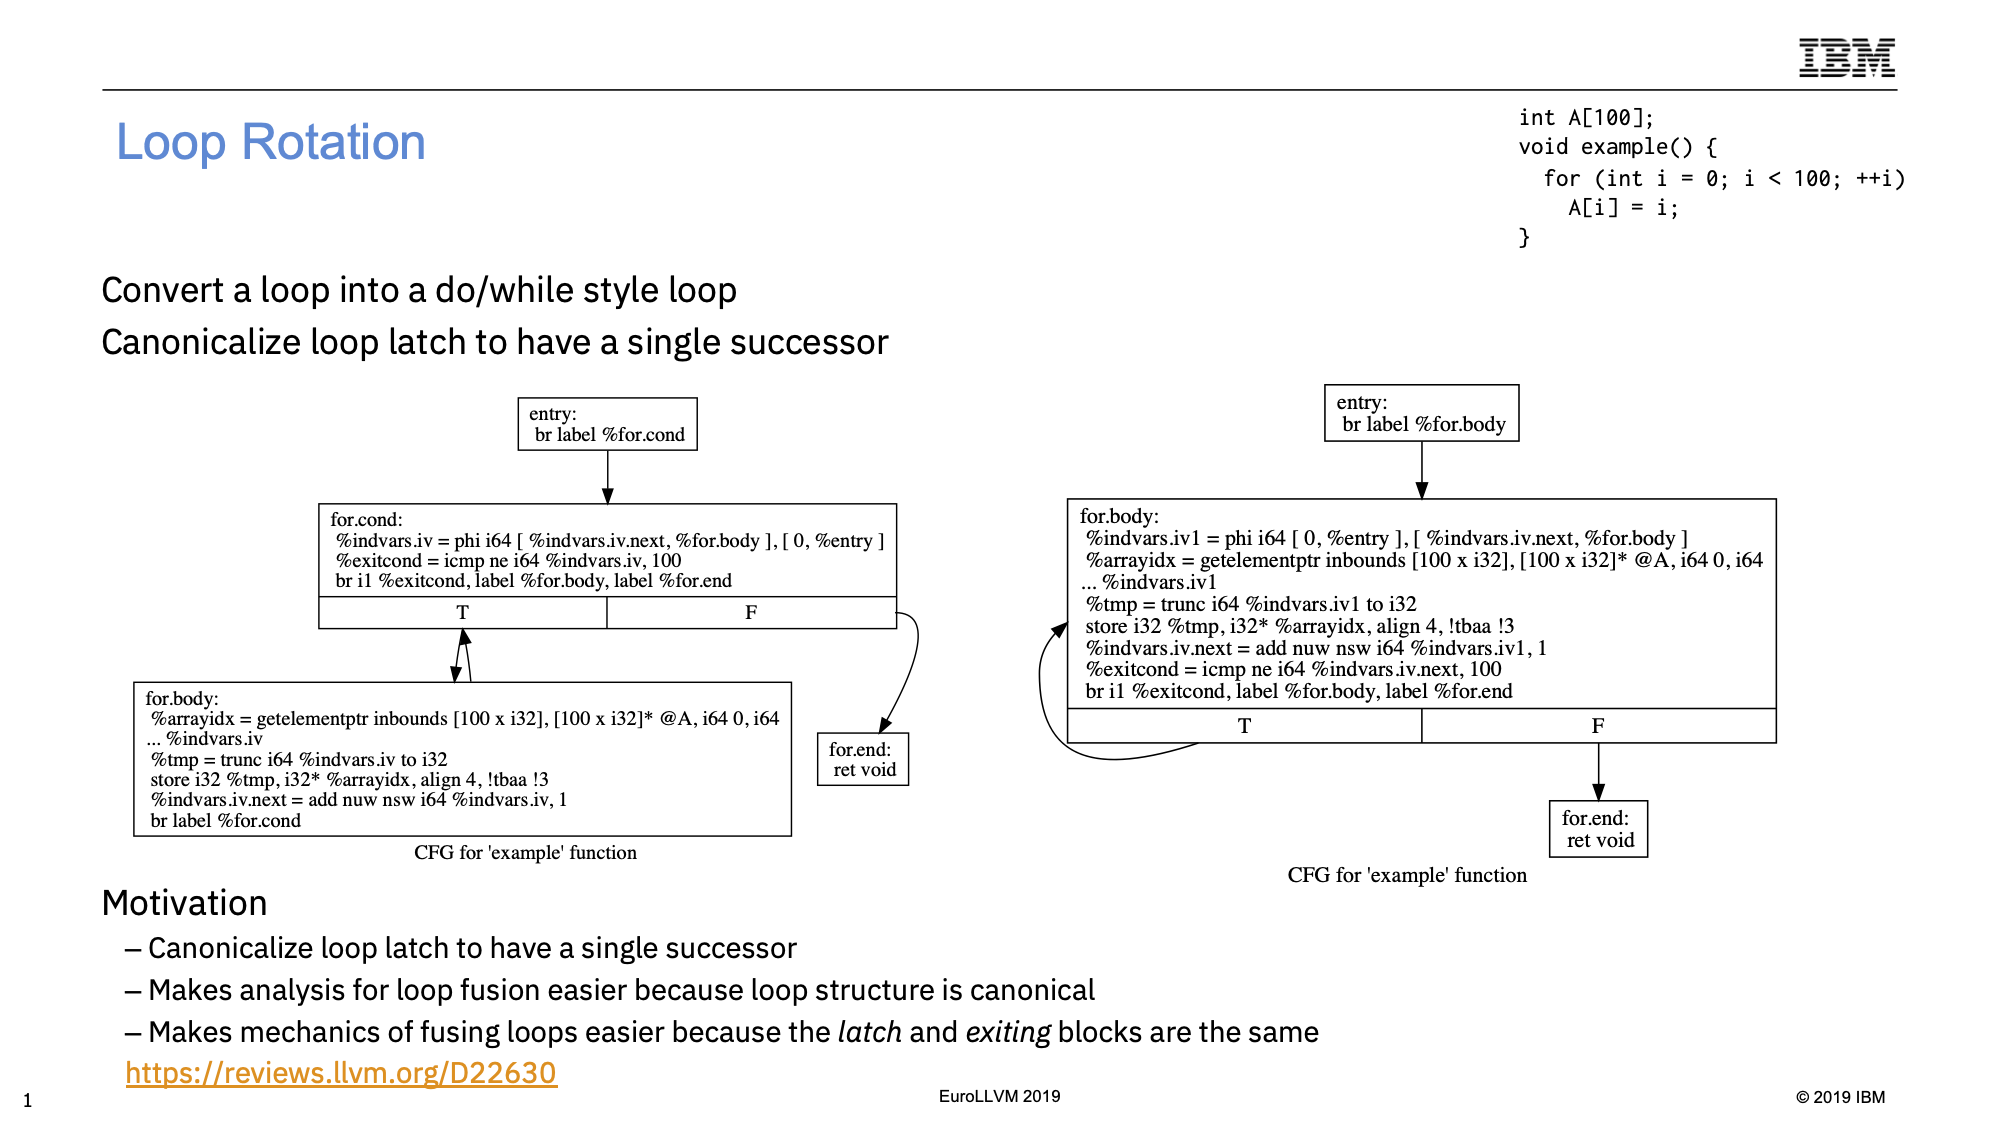 IBM
Loop Rotation
int A[100];
void example() {
for (int i = 0; i < 100; ++i)
A[i] = i;
}
Convert a loop into a do/while style loop
Canonicalize loop latch to have a single successor
entry:
br label %for.cond
for.cond:
%indvars.iv = phi i64 [ %indvars.iv.next, %for.body ], [ 0, %entry ]
%exitcond = icmp ne i64 %indvars.iv, 100
br i1 %exitcond, label %for.body, label %for.end
T
F
for.body:
%arrayidx = getelementptr inbounds [100 x i32], [100 x i32]* @A, i64 0, i64
... %indvars.iv
%tmp = trunc i64 %indvars.iv to i32
store i32 %tmp, i32* %arrayidx, align 4, !tbaa !3
%indvars.iv.next = add nuw nsw i64 %indvars.iv, 1
br label %for.cond
for.end:
ret void
CFG for 'example' function
entry:
br label %for.body
for.body:
%indvars.iv1 = phi i64 [ 0, %entry ], [ %indvars.iv.next, %for.body ]
%arrayidx = getelementptr inbounds [100 x i32], [100 x i32]* @A, i64 0, i64
... %indvars.iv1
%tmp = trunc i64 %indvars.iv1 to i32
store i32 %tmp, i32* %arrayidx, align 4, !tbaa !3
%indvars.iv.next = add nuw nsw i64 %indvars.iv1, 1
%exitcond = icmp ne i64 %indvars.iv.next, 100
br i1 %exitcond, label %for.body, label %for.end
T
F
for.end:
ret void
CFG for 'example' function
Motivation
– Canonicalize loop latch to have a single successor
– Makes analysis for loop fusion easier because loop structure is canonical
– Makes mechanics of fusing loops easier because the latch and exiting blocks are the same
https://reviews.llvm.org/D22630
1
EuroLLVM 2019
© 2019 IBM